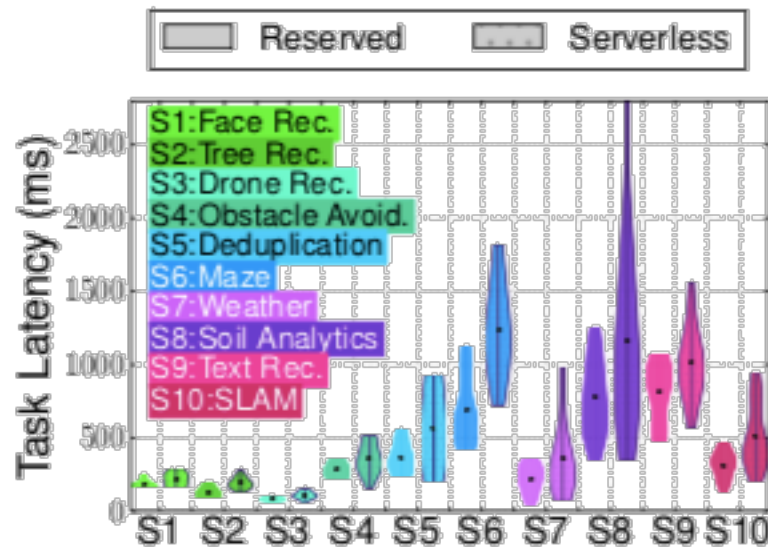 Reserved Serverless
Task Latency (ms)
2500
2000
1500
1000
500
0
S1:Face Rec.
S2:Tree Rec.
S3:Drone Rec.
S4:Obstacle Avoid.
S5:Deduplication
S6:Maze
S7:Weather
S8:Soil Analytics
S9:Text Rec.
S10:SLAM
S1 S2 S3 S4 S5 S6 S7 S8 S9 S10